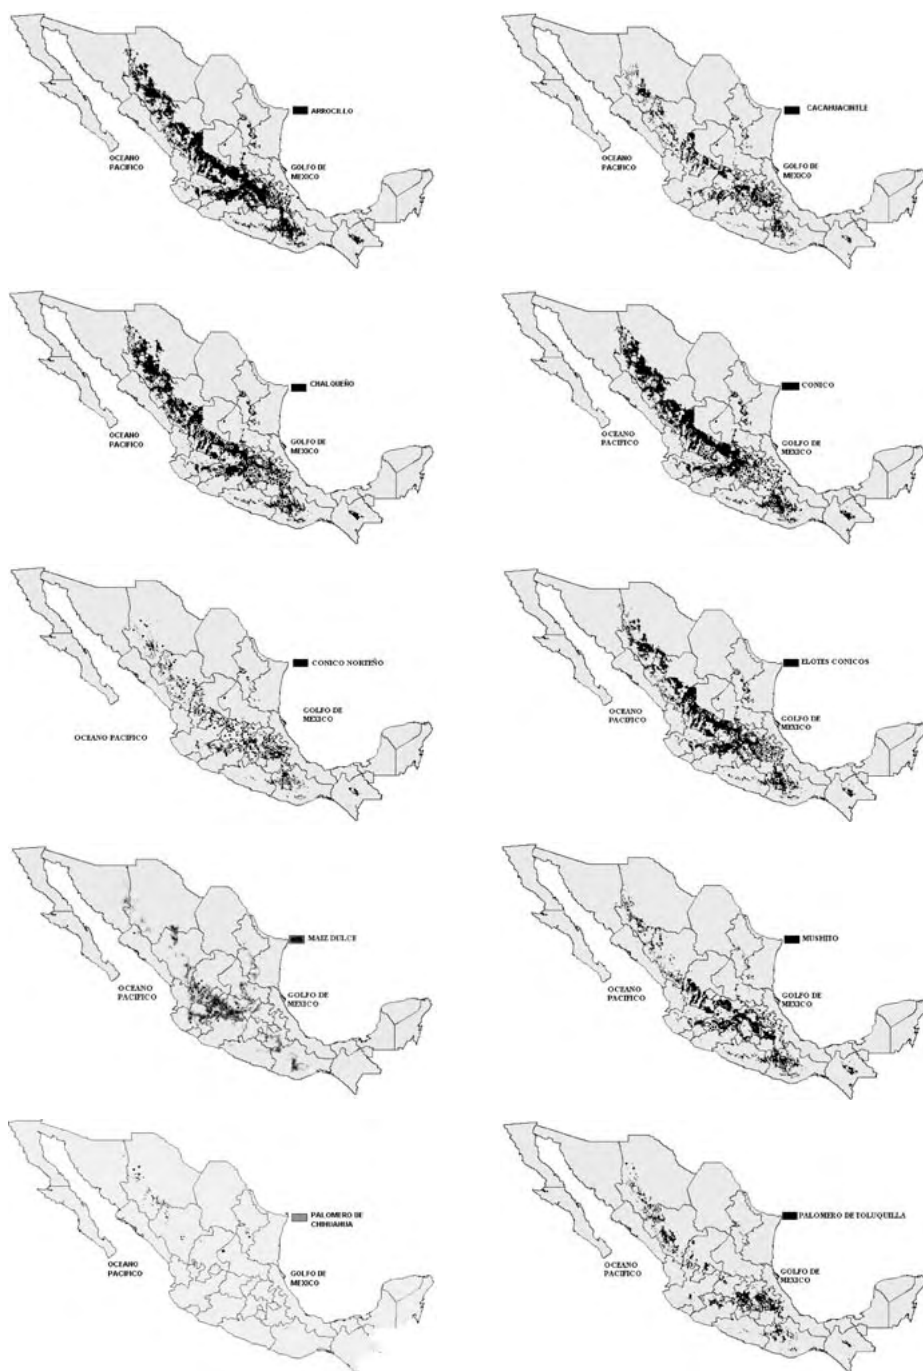 ARROCILLO
OCEANO
PACIFICO
GOLFO DE
MEXICO
CACAHUACINTLE
OCEANO
PACIFICO
GOLFO DE
MEXICO
CHALQUEÑO
OCEANO
PACIFICO
GOLFO DE
MEXICO
CONICO
OCEANO
PACIFICO
GOLFO DE
MEXICO
CONICO NORTEÑO
GOLFO DE
MEXICO
OCEANO PACIFICO
ELOTES CONICOS
OCEANO
PACIFICO
GOLFO DE
MEXICO
MAIZ DULCE
OCEANO
PACIFICO
GOLFO DE
MEXICO
MUSHITO
OCEANO
PACIFICO
GOLFO DE
MEXICO
PALOMERO DE
CHIHUAHUA
OCEANO
PACIFICO
GOLFO DE
MEXICO
PALOMERO DE TOLUQUILLA
OCEANO
PACIFICO
GOLFO DE
MEXICO